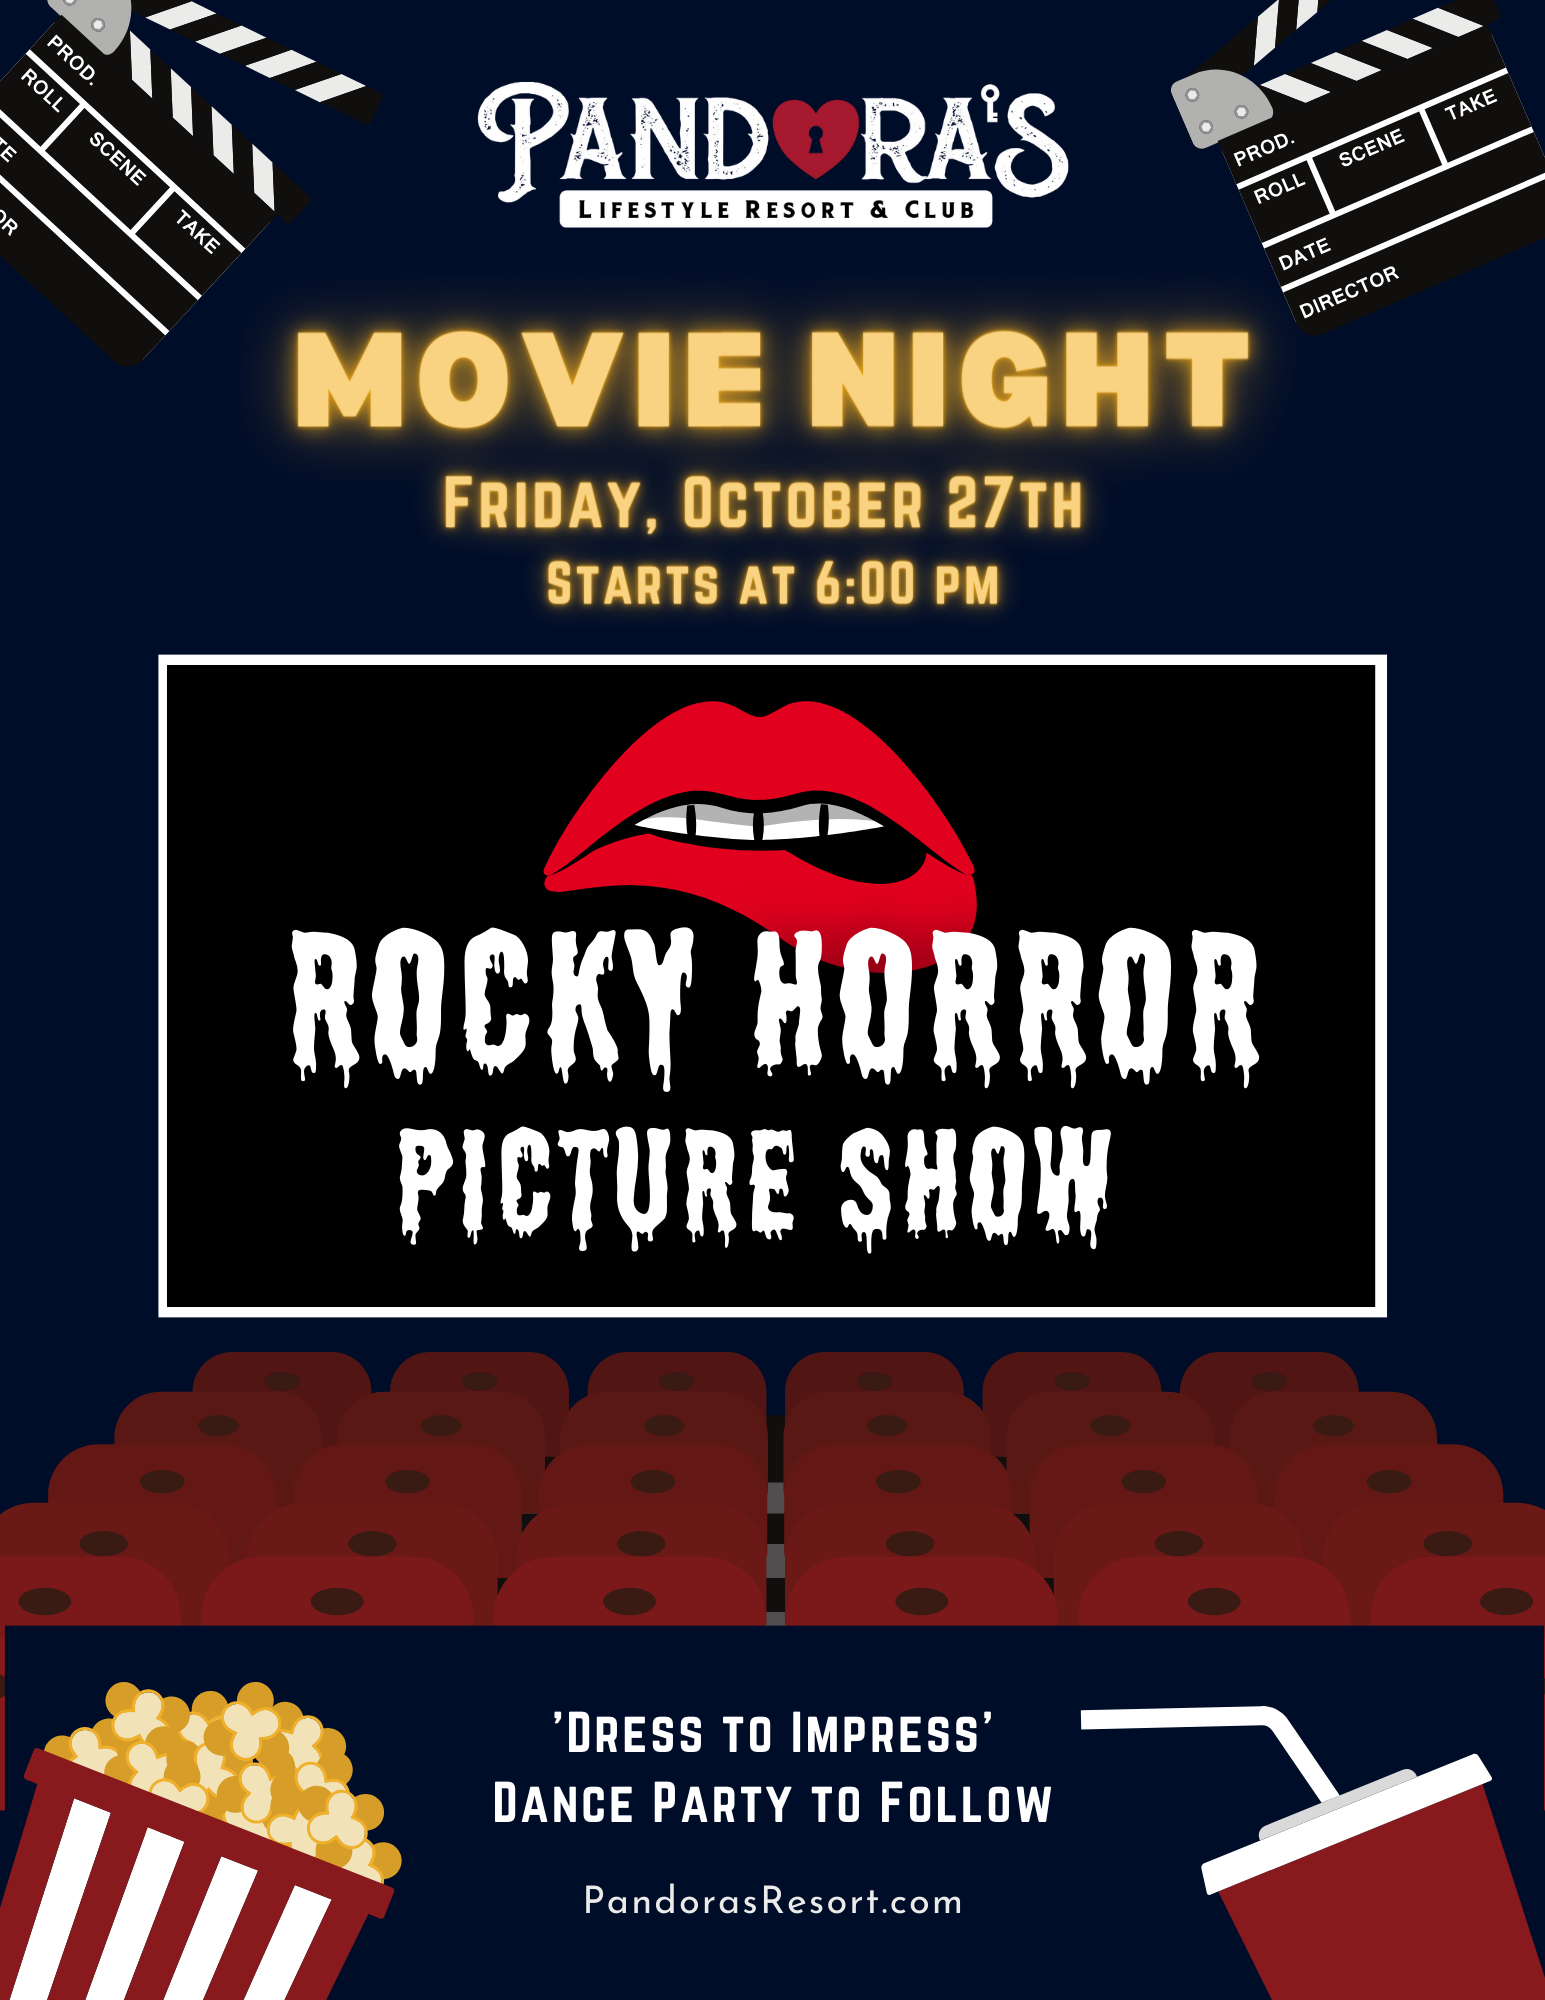 PROD.
ROLL
SCENE
TAKE
PANDORA'S
LIFESTYLE RESORT & CLUB
PROD.
ROLL
SCENE
TAKE
DATE
DIRECTOR
MOVIE NIGHT
FRIDAY, OCTOBER 27TH
STARTS AT 6:00 PM
ROCKY HORROR
PICTURE SHOW
'DRESS TO IMPRESS'
DANCE PARTY TO FOLLOW
PandorasResort.com